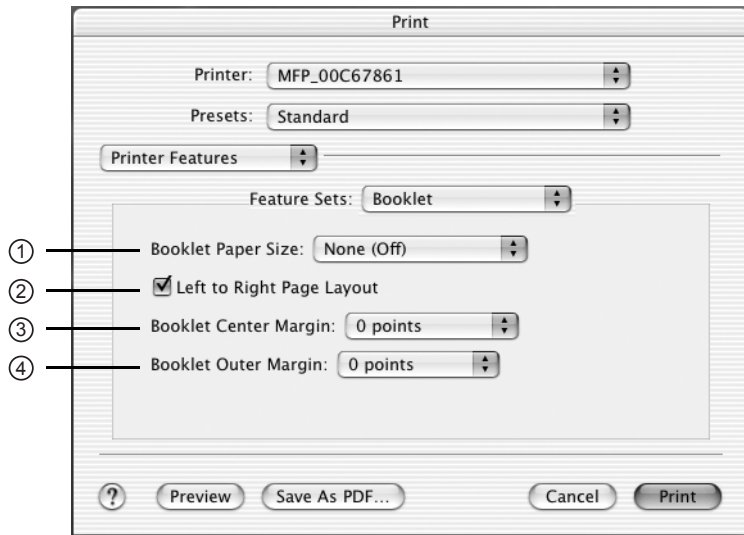 Print
Printer: MFP_00C67861
Presets: Standard
Printer Features
Feature Sets: Booklet
① Booklet Paper Size: None (Off)
② Left to Right Page Layout
③ Booklet Center Margin: 0 points
④ Booklet Outer Margin: 0 points
? Preview Save As PDF... Cancel Print